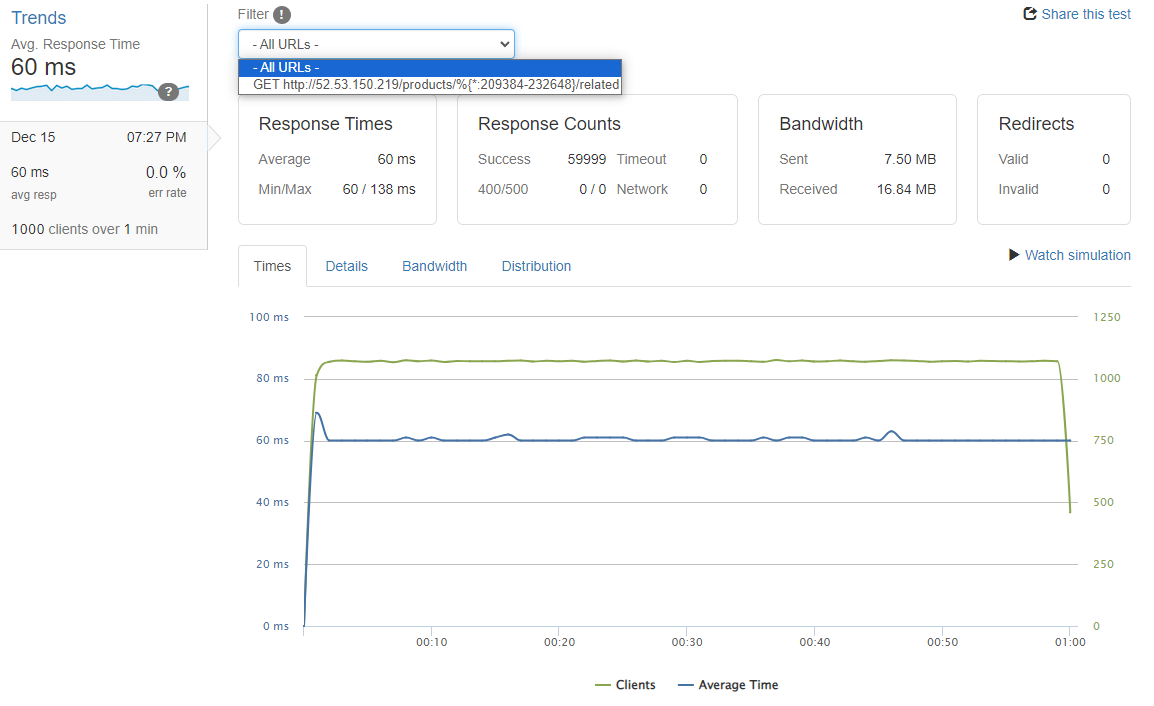 Trends
Avg. Response Time
60 ms
?
Dec 15 07:27 PM
60 ms 0.0 %
avg resp err rate
1000 clients over 1 min
Filter !
Share this test
- All URLs -
- All URLs -
GET http://52.53.150.219/products/%{*:209384-232648}/related
Response Times
Average 60 ms
Min/Max 60 / 138 ms
Response Counts
Success 59999 Timeout 0
400/500 0 / 0 Network 0
Bandwidth
Sent 7.50 MB
Received 16.84 MB
Redirects
Valid 0
Invalid 0
Times Details Bandwidth Distribution
Watch simulation
100 ms 1250
80 ms 1000
60 ms 750
40 ms 500
20 ms 250
0 ms 0
00:10 00:20 00:30 00:40 00:50 01:00
Clients Average Time